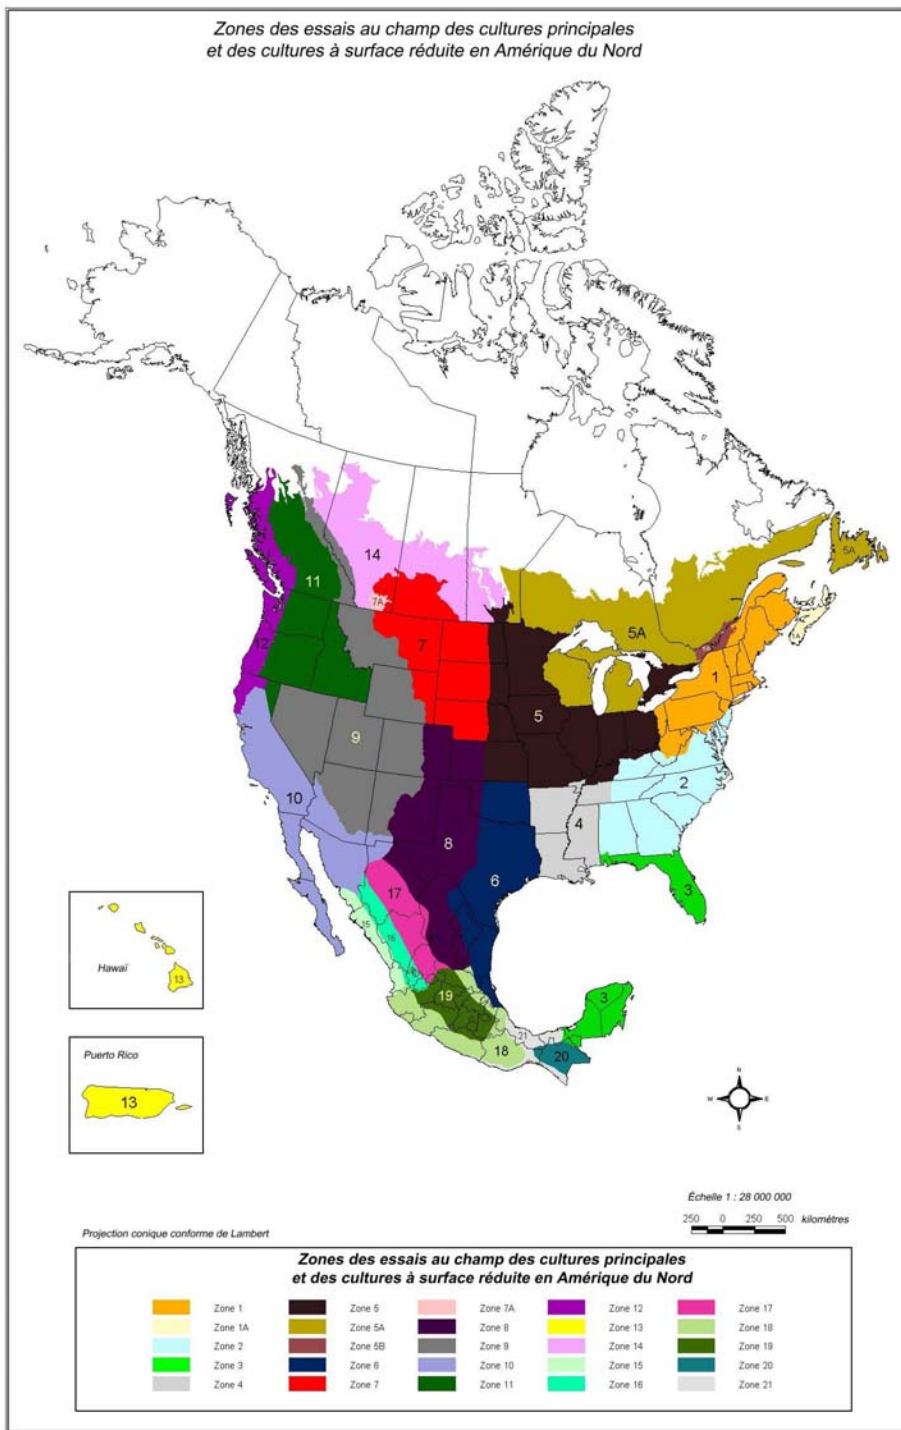 Zones des essais au champ des cultures principales
et des cultures à surface réduite en Amérique du Nord
14
11
7A
5A
5A
1A
12
7
1
5
9
2
10
4
8
6
3
17
15
16
Hawaï
13
19
3
21
18
20
Puerto Rico
13
N
W
E
S
Échelle 1 : 28 000 000
250 0 250 500 kilomètres
Projection conique conforme de Lambert
Zones des essais au champ des cultures principales
et des cultures à surface réduite en Amérique du Nord
Zone 1 Zone 5 Zone 7A Zone 12 Zone 17
Zone 1A Zone 5A Zone 8 Zone 13 Zone 18
Zone 2 Zone 5B Zone 9 Zone 14 Zone 19
Zone 3 Zone 6 Zone 10 Zone 15 Zone 20
Zone 4 Zone 7 Zone 11 Zone 16 Zone 21